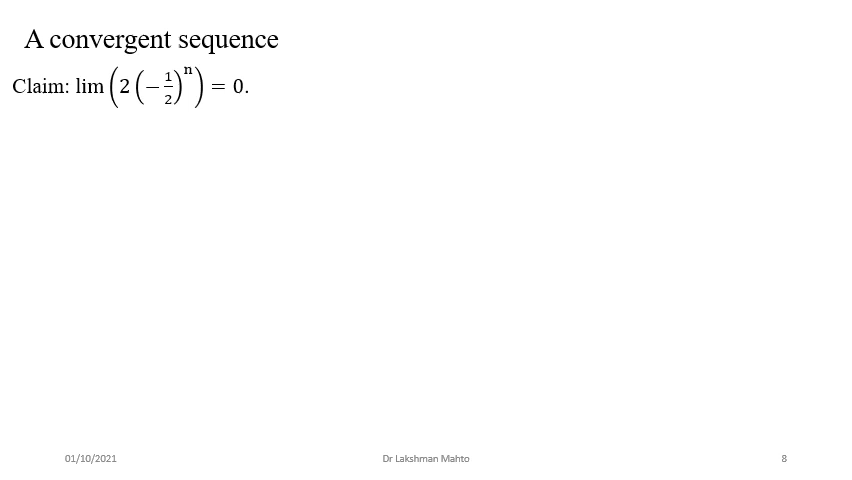 A convergent sequence
Claim: lim (2 (−1/2)ⁿ) = 0.
01/10/2021 Dr Lakshman Mahto 8